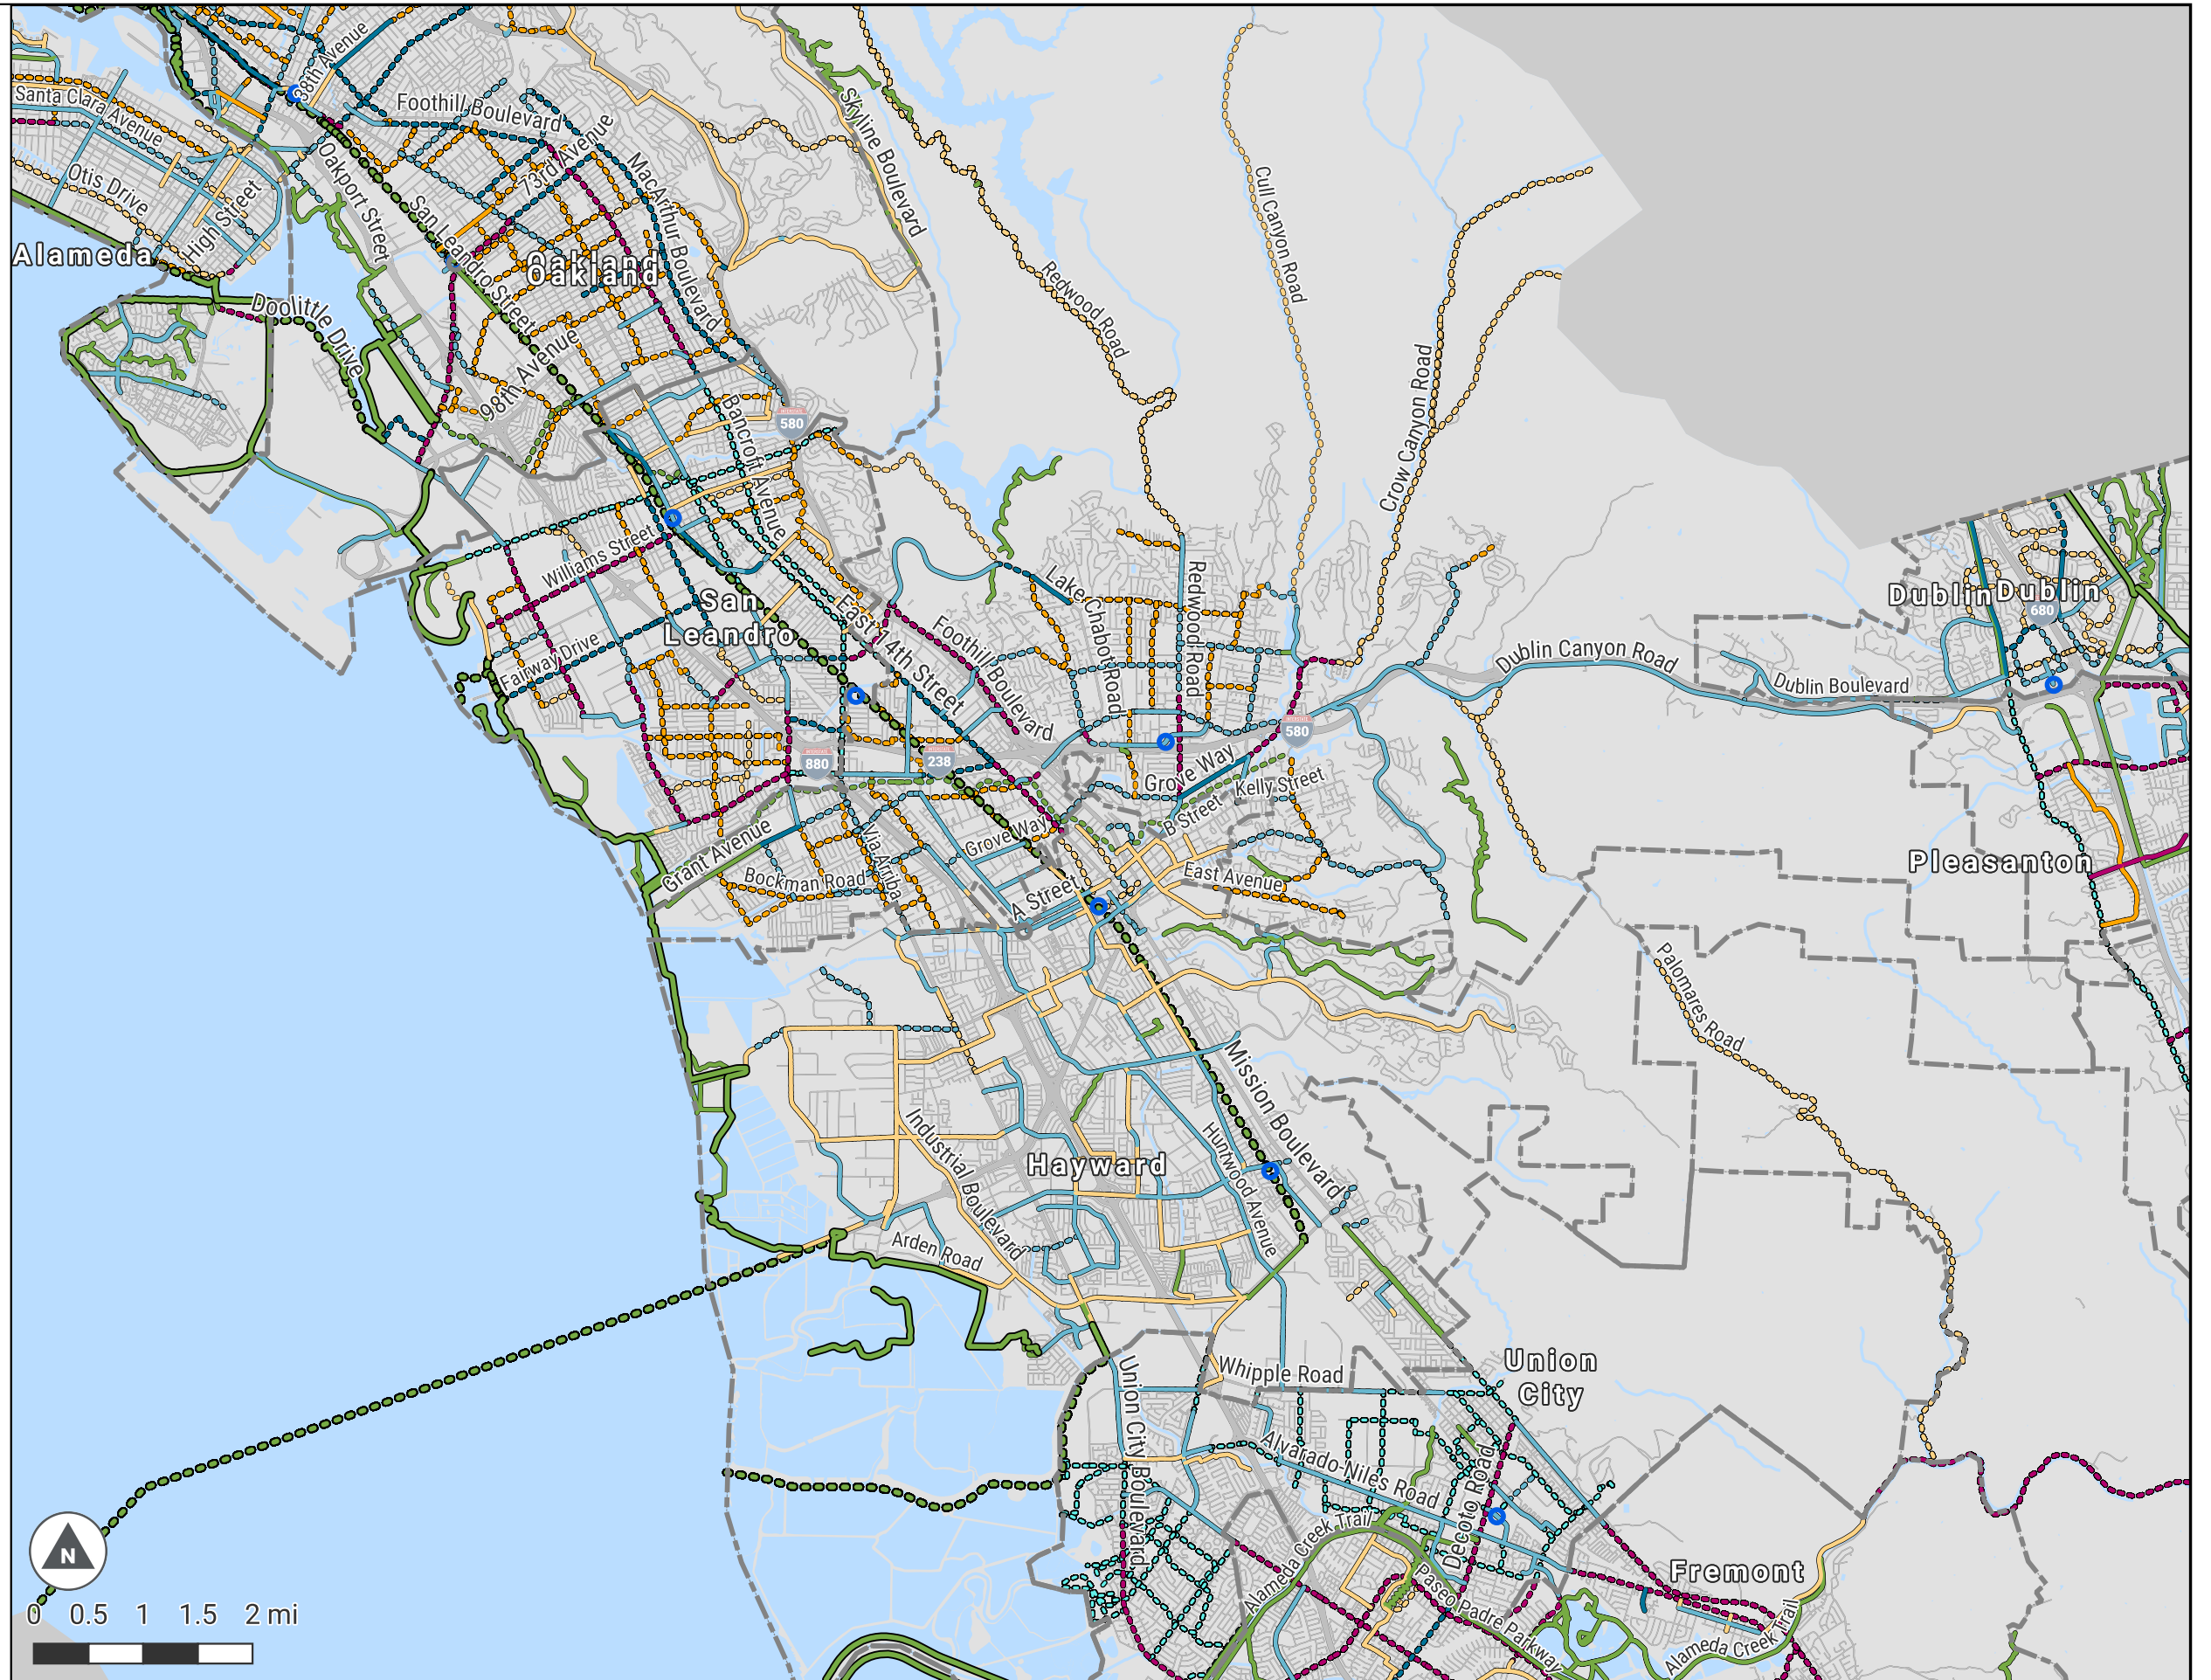 38th Avenue
Foothill Boulevard
Santa Clara Avenue
Skyline Boulevard
Oakport Street
73rd Avenue
MacArthur Boulevard
Otis Drive
High Street
San Leandro Street
Cull Canyon Road
Alameda
Oakland
Oakland
Redwood Road
Doolittle Drive
98th Avenue
Crow Canyon Road
Bancroft Avenue
580
Williams Street
San
Leandro
East 14th Street
Lake Chabot Road
Redwood Road
Foothill Boulevard
Dublin
Dublin
680
Fairway Drive
Dublin Canyon Road
Dublin Boulevard
580
880
238
Grove Way
Kelly Street
B Street
Grant Avenue
Via Arriba
Grove Way
Bockman Road
East Avenue
A Street
Pleasanton
Palomares Road
Mission Boulevard
Industrial Boulevard
Huntwood Avenue
Hayward
Arden Road
Union
City
Whipple Road
Union City Boulevard
Alvarado-Niles Road
Decoto Road
Alameda Creek Trail
Paseo Padre Parkway
Fremont
Alameda Creek Trail
N
0 0.5 1 1.5 2 mi